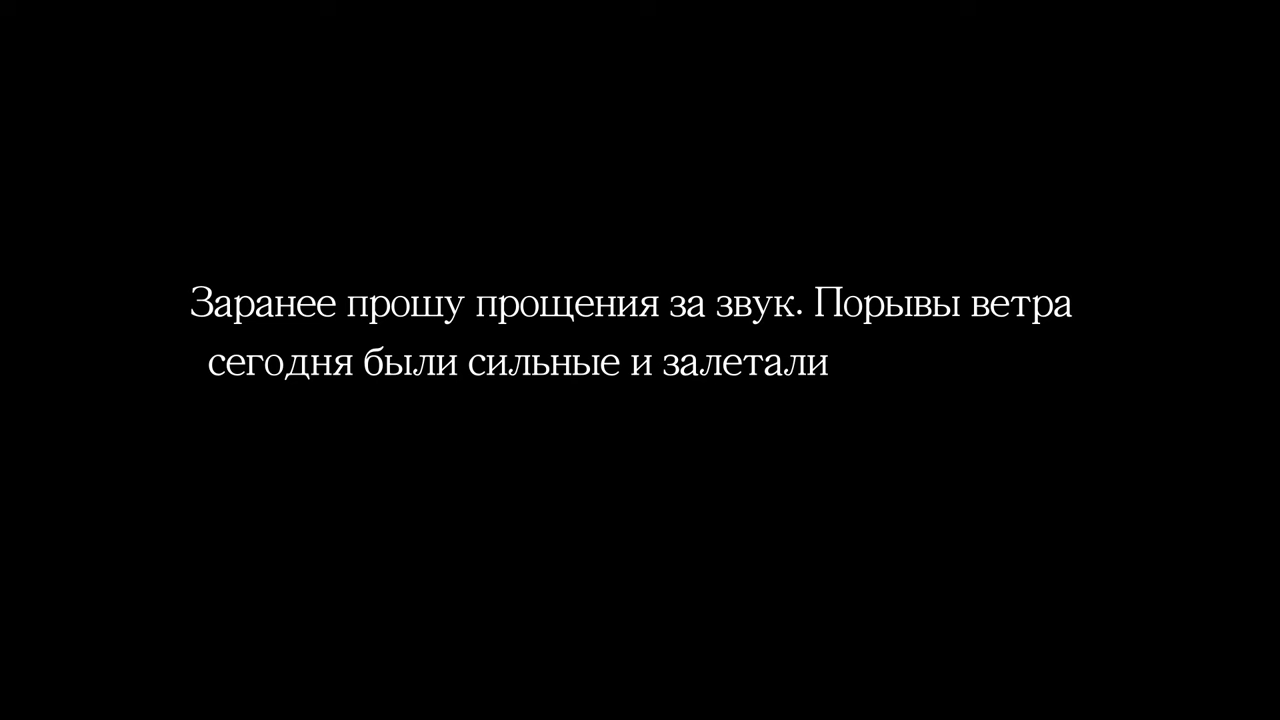 Заранее прошу прощения за звук. Порывы ветра
сегодня были сильные и залетали